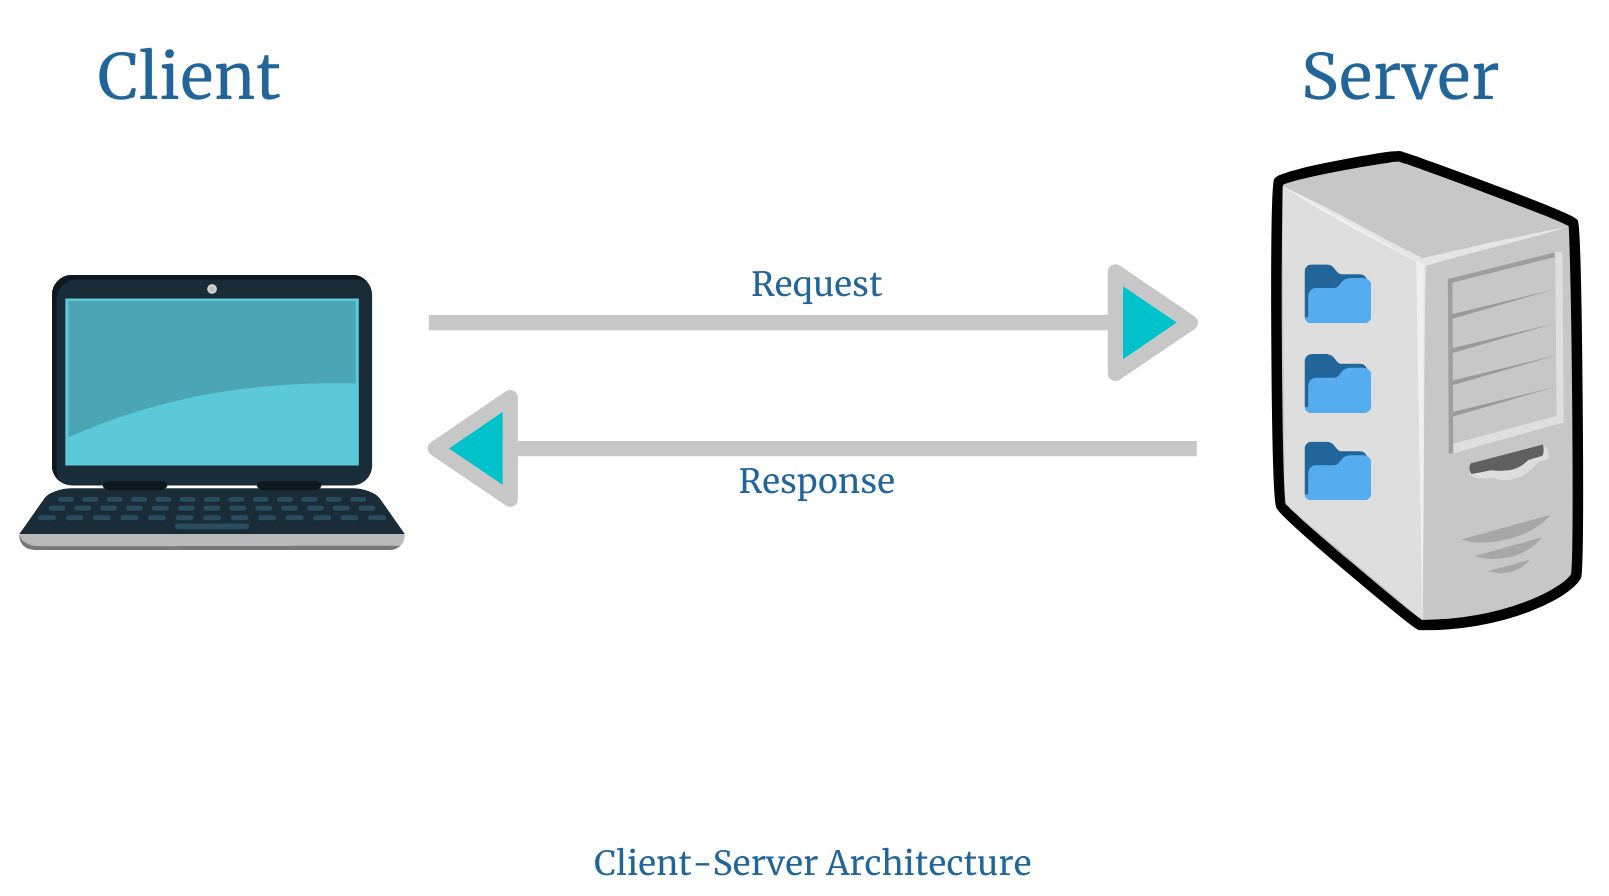 Client
Server
Request
Response
Client-Server Architecture